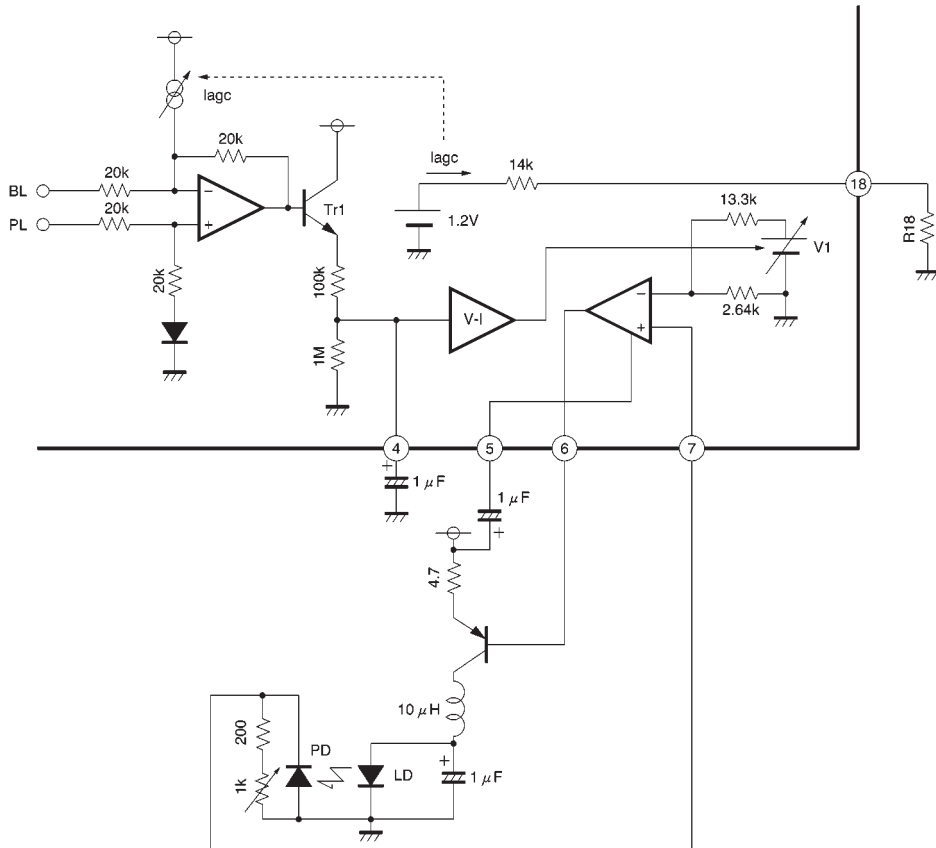 Iagc
20k
Iagc
14k
20k
BL
18
20k
13.3k
PL
Tr1
1.2V
V1
R18
−
+
20k
100k
−
2.64k
V-I
+
1M
4
5
6
7
+
1 μF
1 μF
+
4.7
10 μH
200
PD
+
1k
LD
1 μF